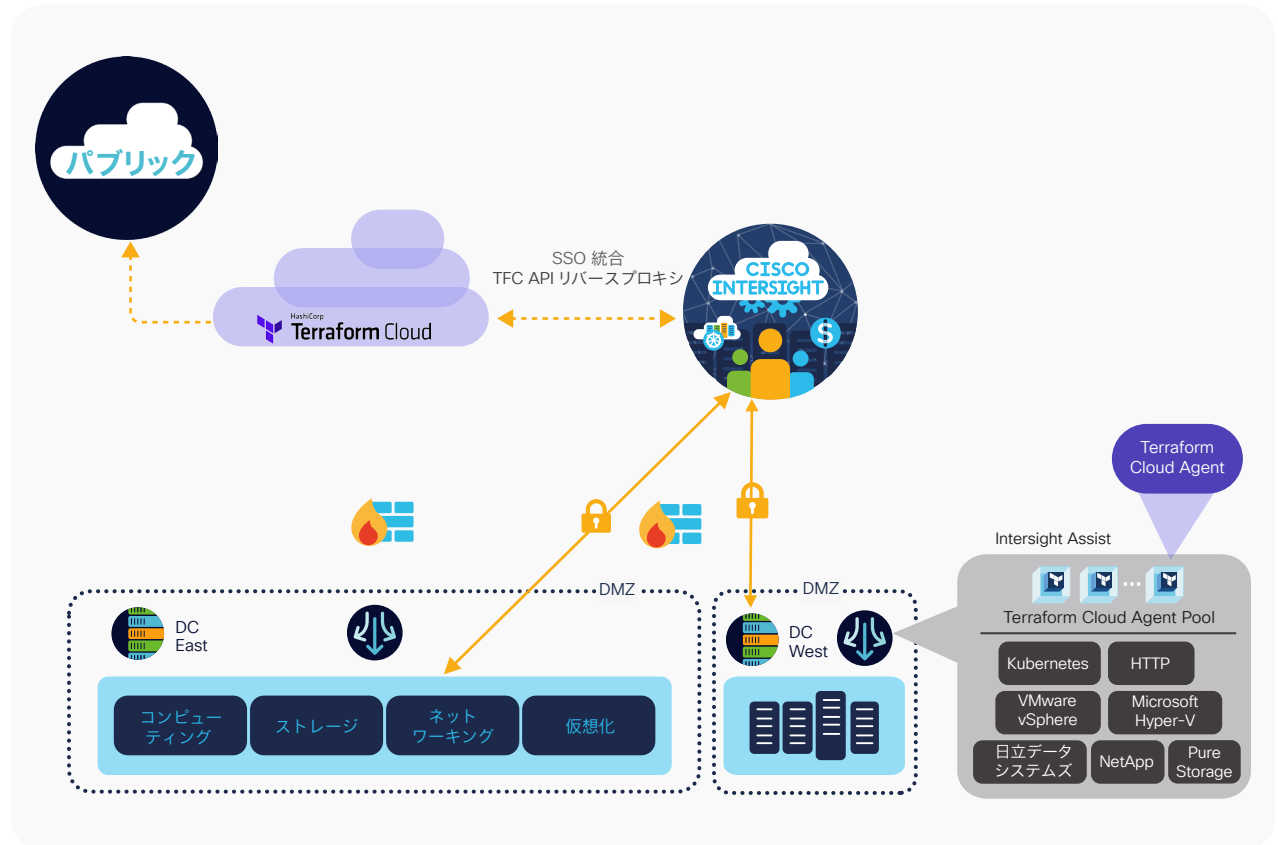 パブリック
SSO 統合
TFC API リバースプロキシ
CISCO
INTERSIGHT
HashiCorp
Terraform Cloud
$
Terraform
Cloud Agent
Intersight Assist
DMZ
DC
East
コンピュー
ティング
ストレージ
ネット
ワーキング
仮想化
DMZ
DC
West
...
Terraform Cloud Agent Pool
Kubernetes
HTTP
VMware
vSphere
Microsoft
Hyper-V
日立データ
システムズ
NetApp
Pure
Storage